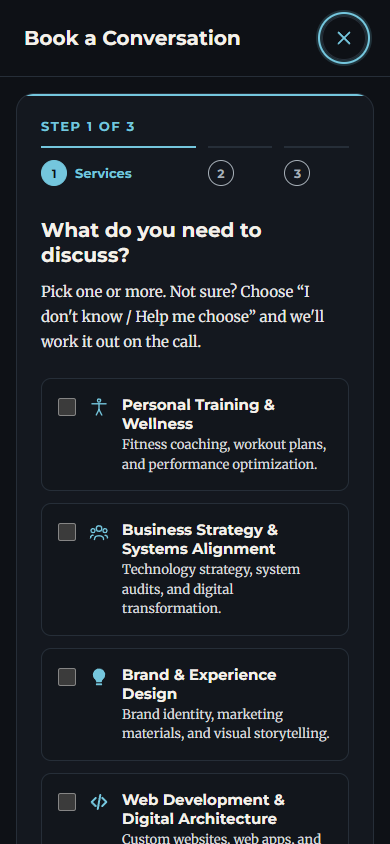 Book a Conversation
STEP 1 OF 3
1 Services 2 3
What do you need to
discuss?
Pick one or more. Not sure? Choose “I
don't know / Help me choose” and we'll
work it out on the call.
Personal Training &
Wellness
Fitness coaching, workout plans,
and performance optimization.
Business Strategy &
Systems Alignment
Technology strategy, system
audits, and digital
transformation.
Brand & Experience
Design
Brand identity, marketing
materials, and visual storytelling.
Web Development &
Digital Architecture
Custom websites, web apps, and